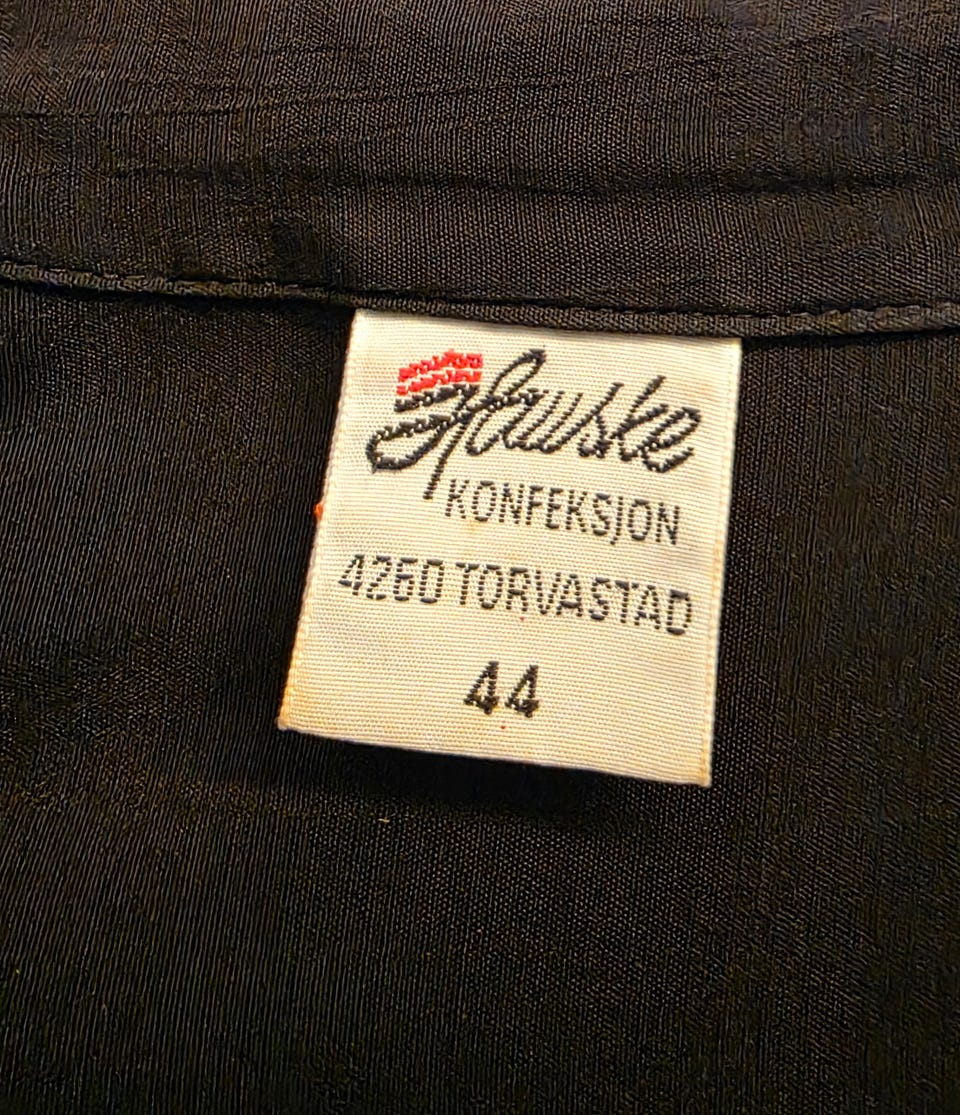 Hauske
KONFEKSJON
4260 TORVASTAD
44